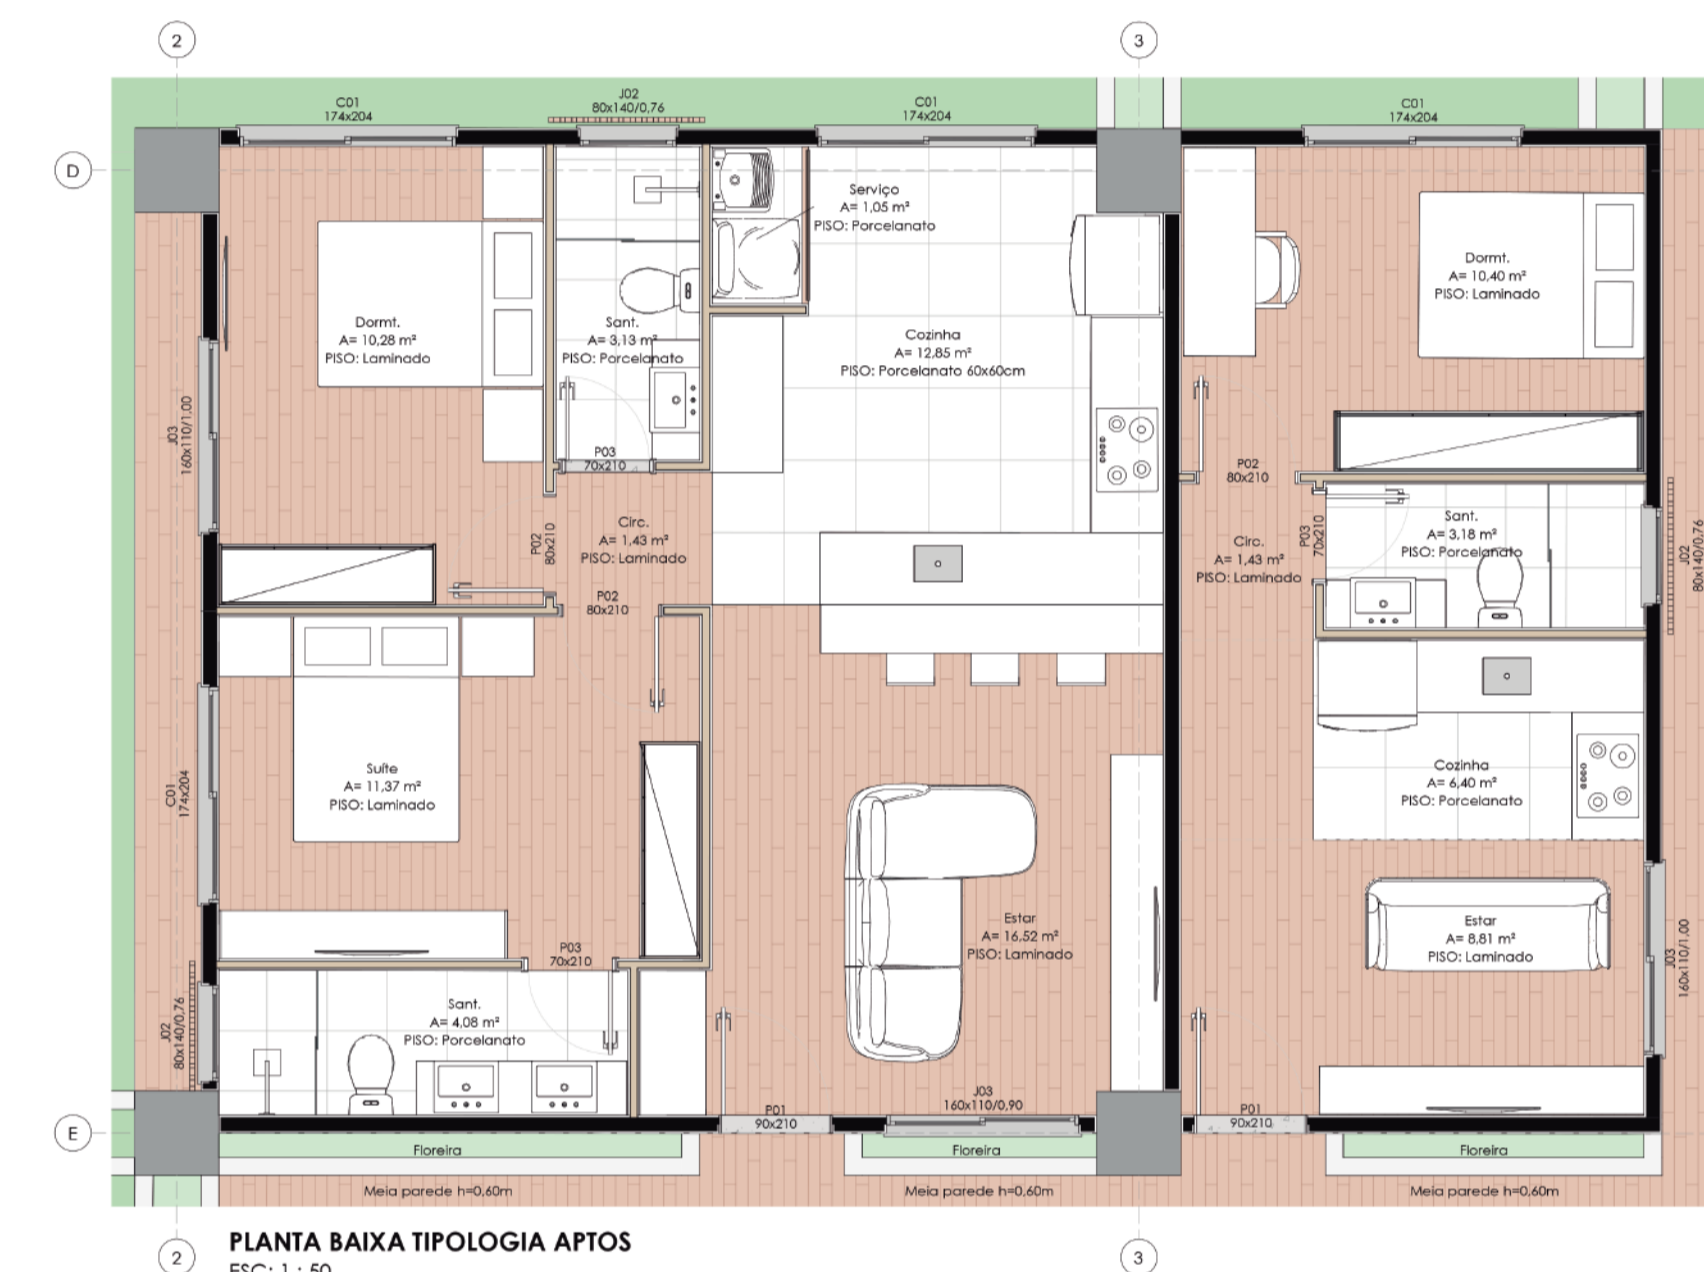 2
3
C01
174x204
J02
80x140/0,76
C01
174x204
C01
174x204
D
Serviço
A= 1,05 m²
PISO: Porcelanato
Dormt.
A= 10,40 m²
PISO: Laminado
Dormt.
A= 10,28 m²
PISO: Laminado
Sant.
A= 3,13 m²
PISO: Porcelanato
Cozinha
A= 12,85 m²
PISO: Porcelanato 60x60cm
J03
160x110/1.00
P03
70x210
P02
80x210
P02
80x210
Circ.
A= 1,43 m²
PISO: Laminado
P03
70x210
Sant.
A= 3,18 m²
PISO: Porcelanato
Circ.
A= 1,43 m²
PISO: Laminado
J02
80x140/0,76
P02
80x210
Suíte
A= 11,37 m²
PISO: Laminado
C01
174x204
Cozinha
A= 6,40 m²
PISO: Porcelanato
Estar
A= 16,52 m²
PISO: Laminado
Estar
A= 8,81 m²
PISO: Laminado
J03
160x110/1.00
P03
70x210
Sant.
A= 4,08 m²
PISO: Porcelanato
J02
80x140/0,76
J03
160x110/0,90
P01
90x210
P01
90x210
E
Floreira
Floreira
Floreira
Meia parede h=0,60m
Meia parede h=0,60m
Meia parede h=0,60m
PLANTA BAIXA TIPOLOGIA APTOS
ESC: 1 : 50
2
3